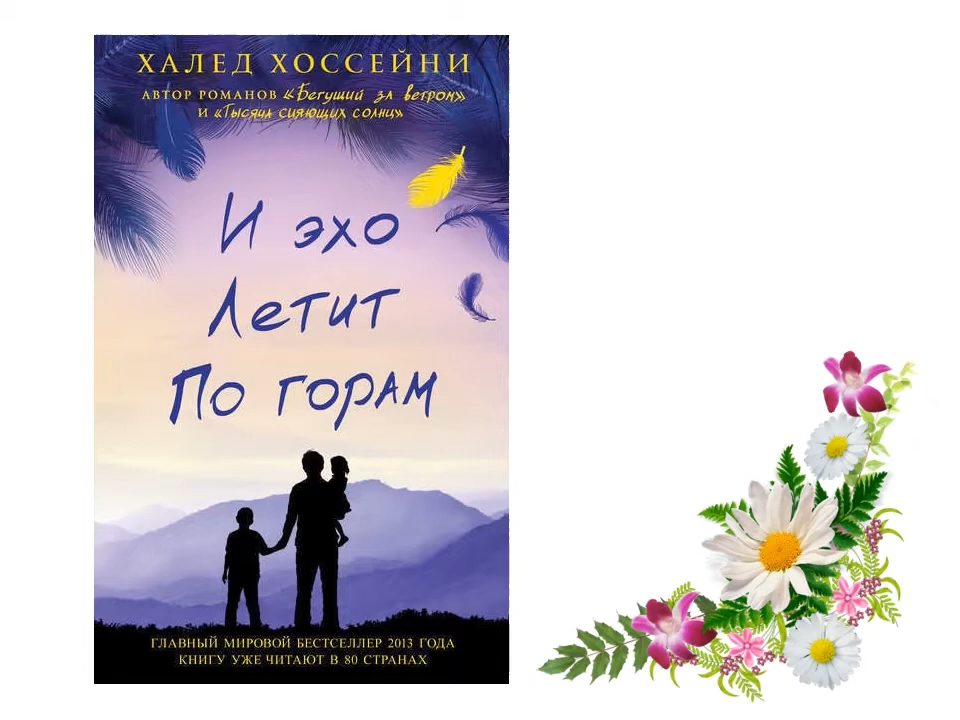 ХАЛЕД ХОССЕЙНИ
АВТОР РОМАНОВ «Бегущий за ветром»
И «Тысяча сияющих солнц»
И эхо
Летит
По горам
ГЛАВНЫЙ МИРОВОЙ БЕСТСЕЛЛЕР 2013 ГОДА
КНИГУ УЖЕ ЧИТАЮТ В 80 СТРАНАХ